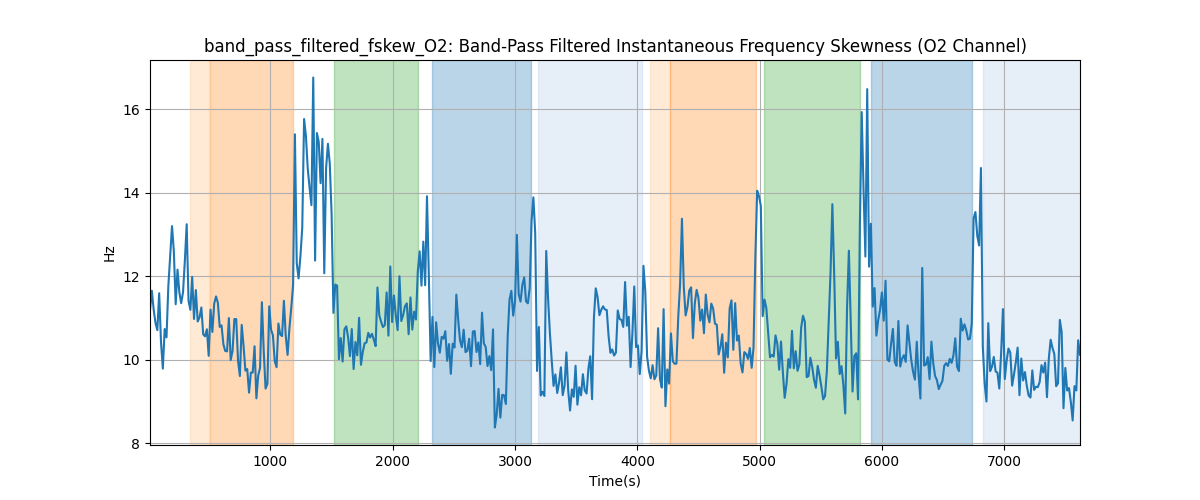 band_pass_filtered_fskew_O2: Band-Pass Filtered Instantaneous Frequency Skewness (O2 Channel)
16
14
12
10
8
Hz
1000 2000 3000 4000 5000 6000 7000
Time(s)